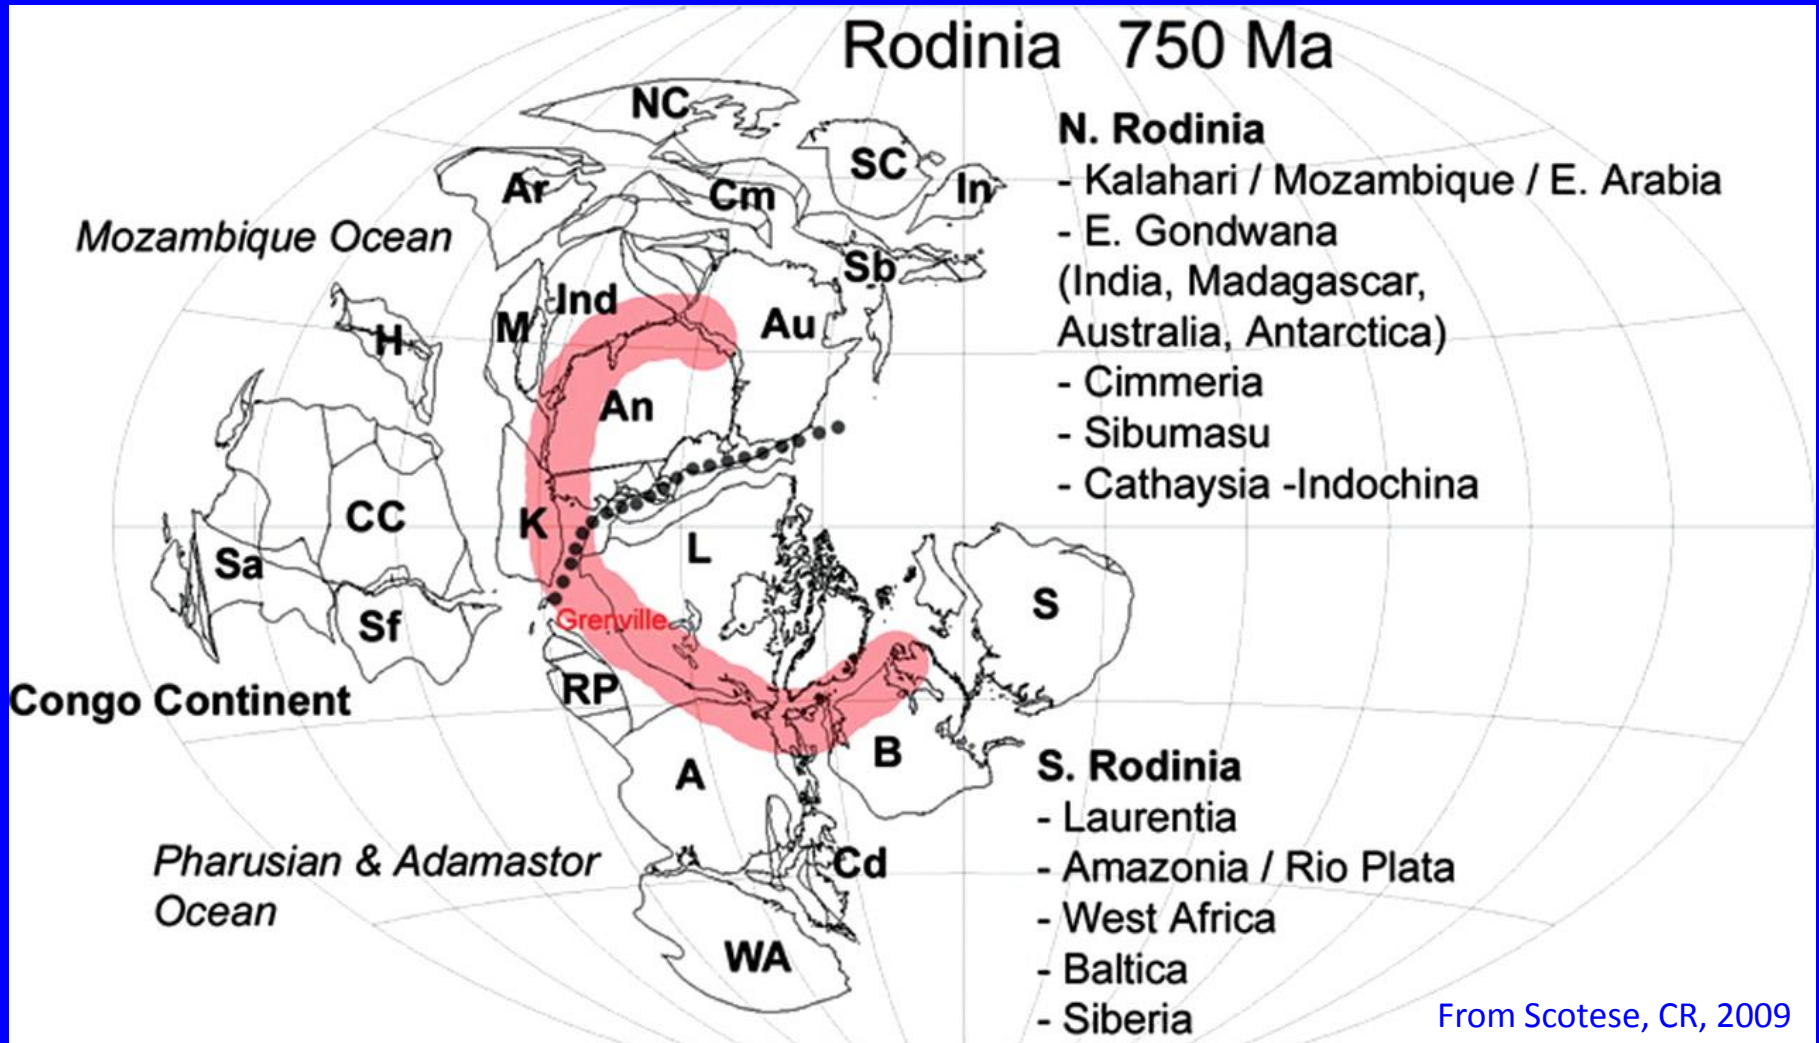 Rodinia 750 Ma
NC
SC
Ar
Cm
In
N. Rodinia
- Kalahari / Mozambique / E. Arabia
- E. Gondwana
(India, Madagascar,
Australia, Antarctica)
- Cimmeria
- Sibumasu
- Cathaysia -Indochina
Mozambique Ocean
Sb
Ind
M
Au
H
An
CC
K
L
Sa
S
Sf
Grenville
RP
Congo Continent
A
B
S. Rodinia
- Laurentia
- Amazonia / Rio Plata
- West Africa
- Baltica
- Siberia
Pharusian & Adamastor
Ocean
Cd
WA
From Scotese, CR, 2009